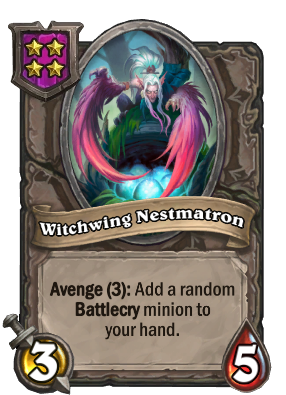 Witchwing Nestmatron
Avenge (3): Add a random
Battlecry minion to
your hand.
3
5